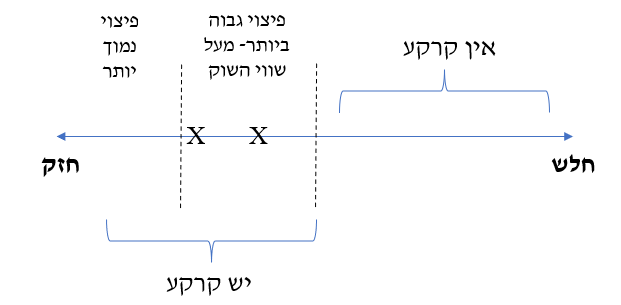 פיצוי
נמוך
יותר
פיצוי גבוה
ביותר- מעל
שווי השוק
אין קרקע
X X
חזק
חלש
יש קרקע